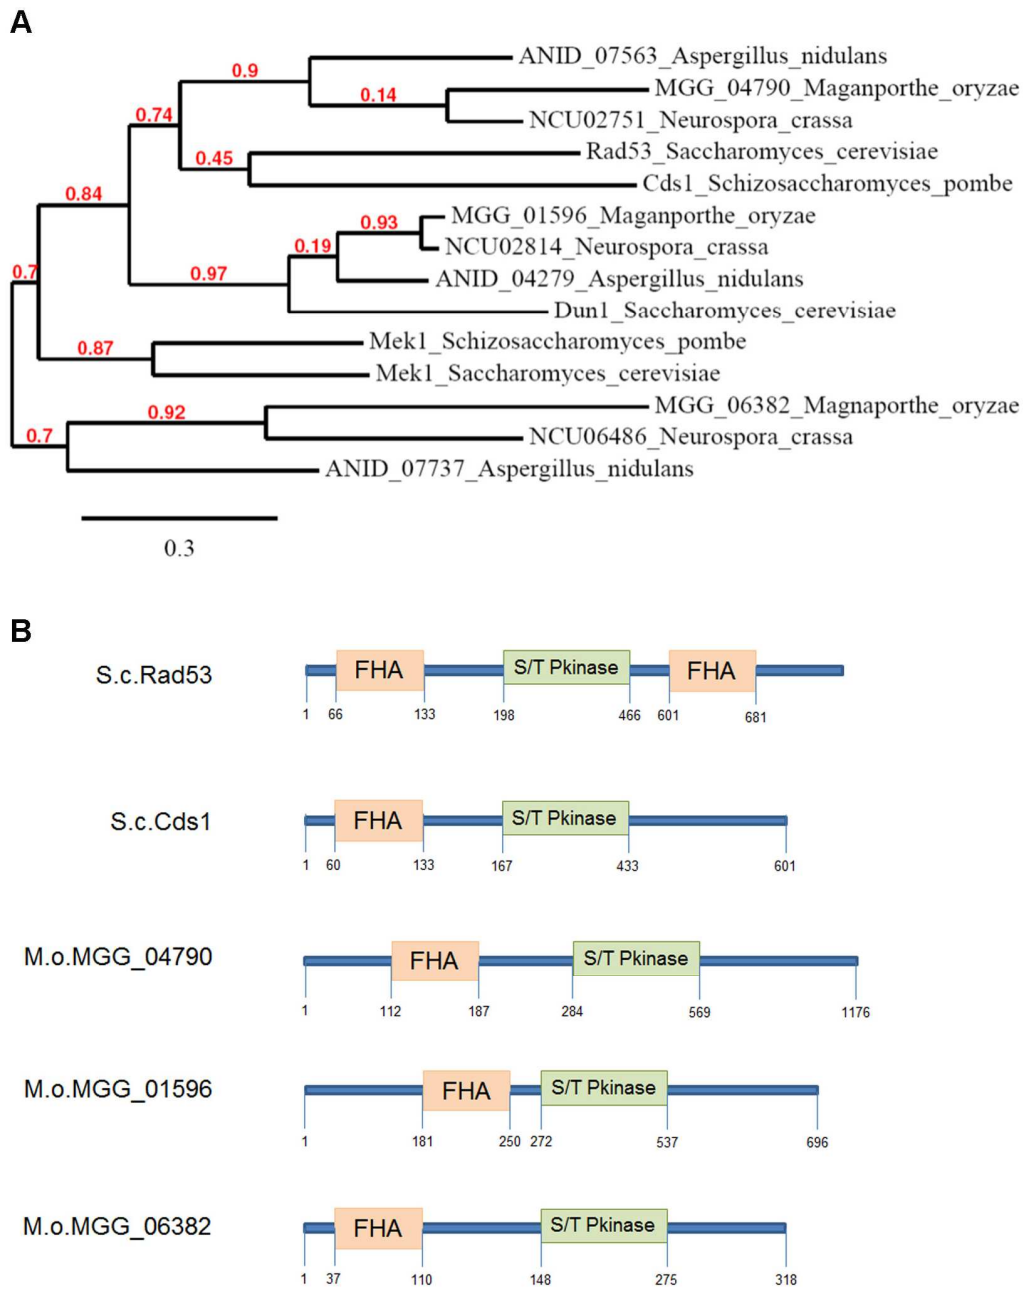 A
ANID_07563_Aspergillus_nidulans
0.9
MGG_04790_Maganporthe_oryzae
0.14
0.74
NCU02751_Neurospora_crassa
Rad53_Saccharomyces_cerevisiae
0.45
Cds1_Schizosaccharomyces_pombe
0.84
MGG_01596_Maganporthe_oryzae
0.93
0.19
NCU02814_Neurospora_crassa
0.7
0.97
ANID_04279_Aspergillus_nidulans
Dun1_Saccharomyces_cerevisiae
Mek1_Schizosaccharomyces_pombe
0.87
Mek1_Saccharomyces_cerevisiae
MGG_06382_Magnaporthe_oryzae
0.92
0.7
NCU06486_Neurospora_crassa
ANID_07737_Aspergillus_nidulans
0.3
B
S.c.Rad53 FHA S/T Pkinase FHA
1 66 133 198 466 601 681
S.c.Cds1 FHA S/T Pkinase
1 60 133 167 433 601
M.o.MGG_04790 FHA S/T Pkinase
1 112 187 284 569 1176
M.o.MGG_01596 FHA S/T Pkinase
1 181 250 272 537 696
M.o.MGG_06382 FHA S/T Pkinase
1 37 110 148 275 318